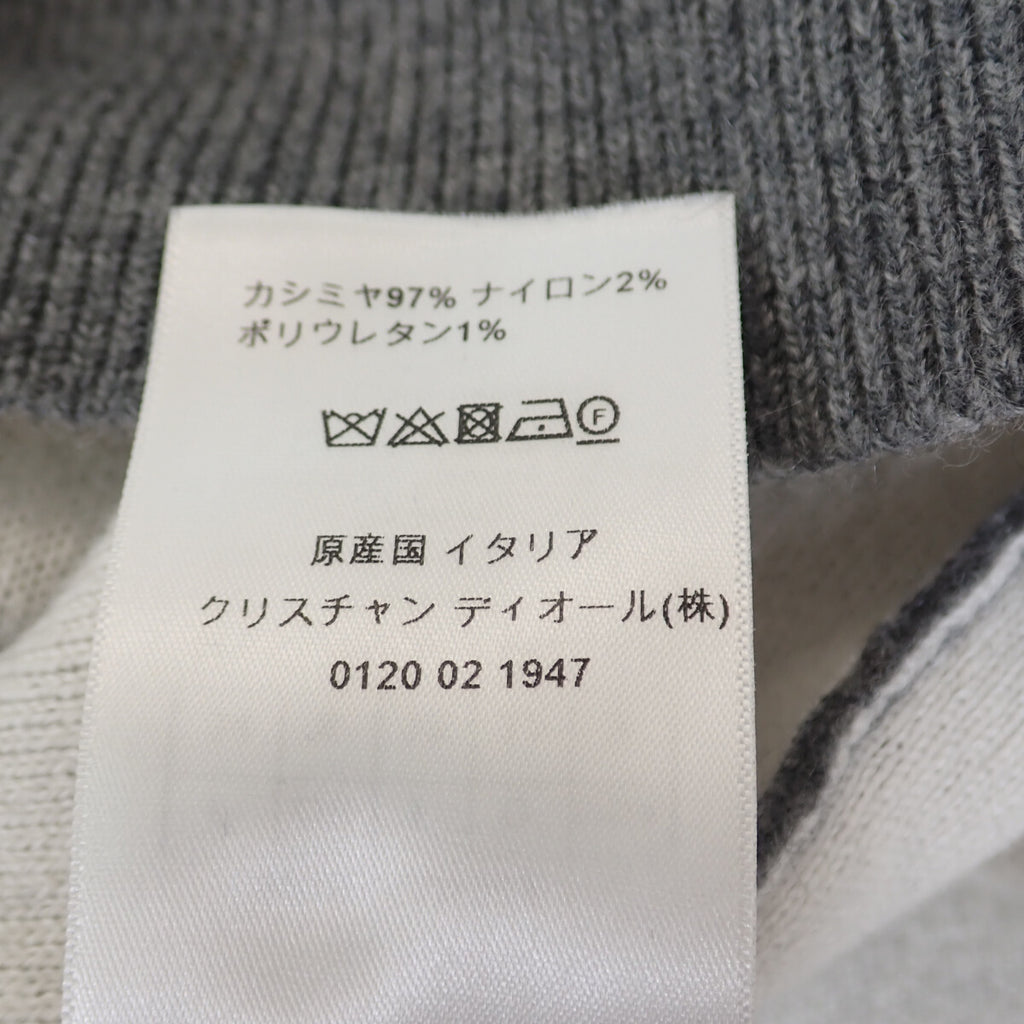 カシミヤ97% ナイロン2%
ポリウレタン1%
F
原産国 イタリア
クリスチャン ディオール(株)
0120 02 1947